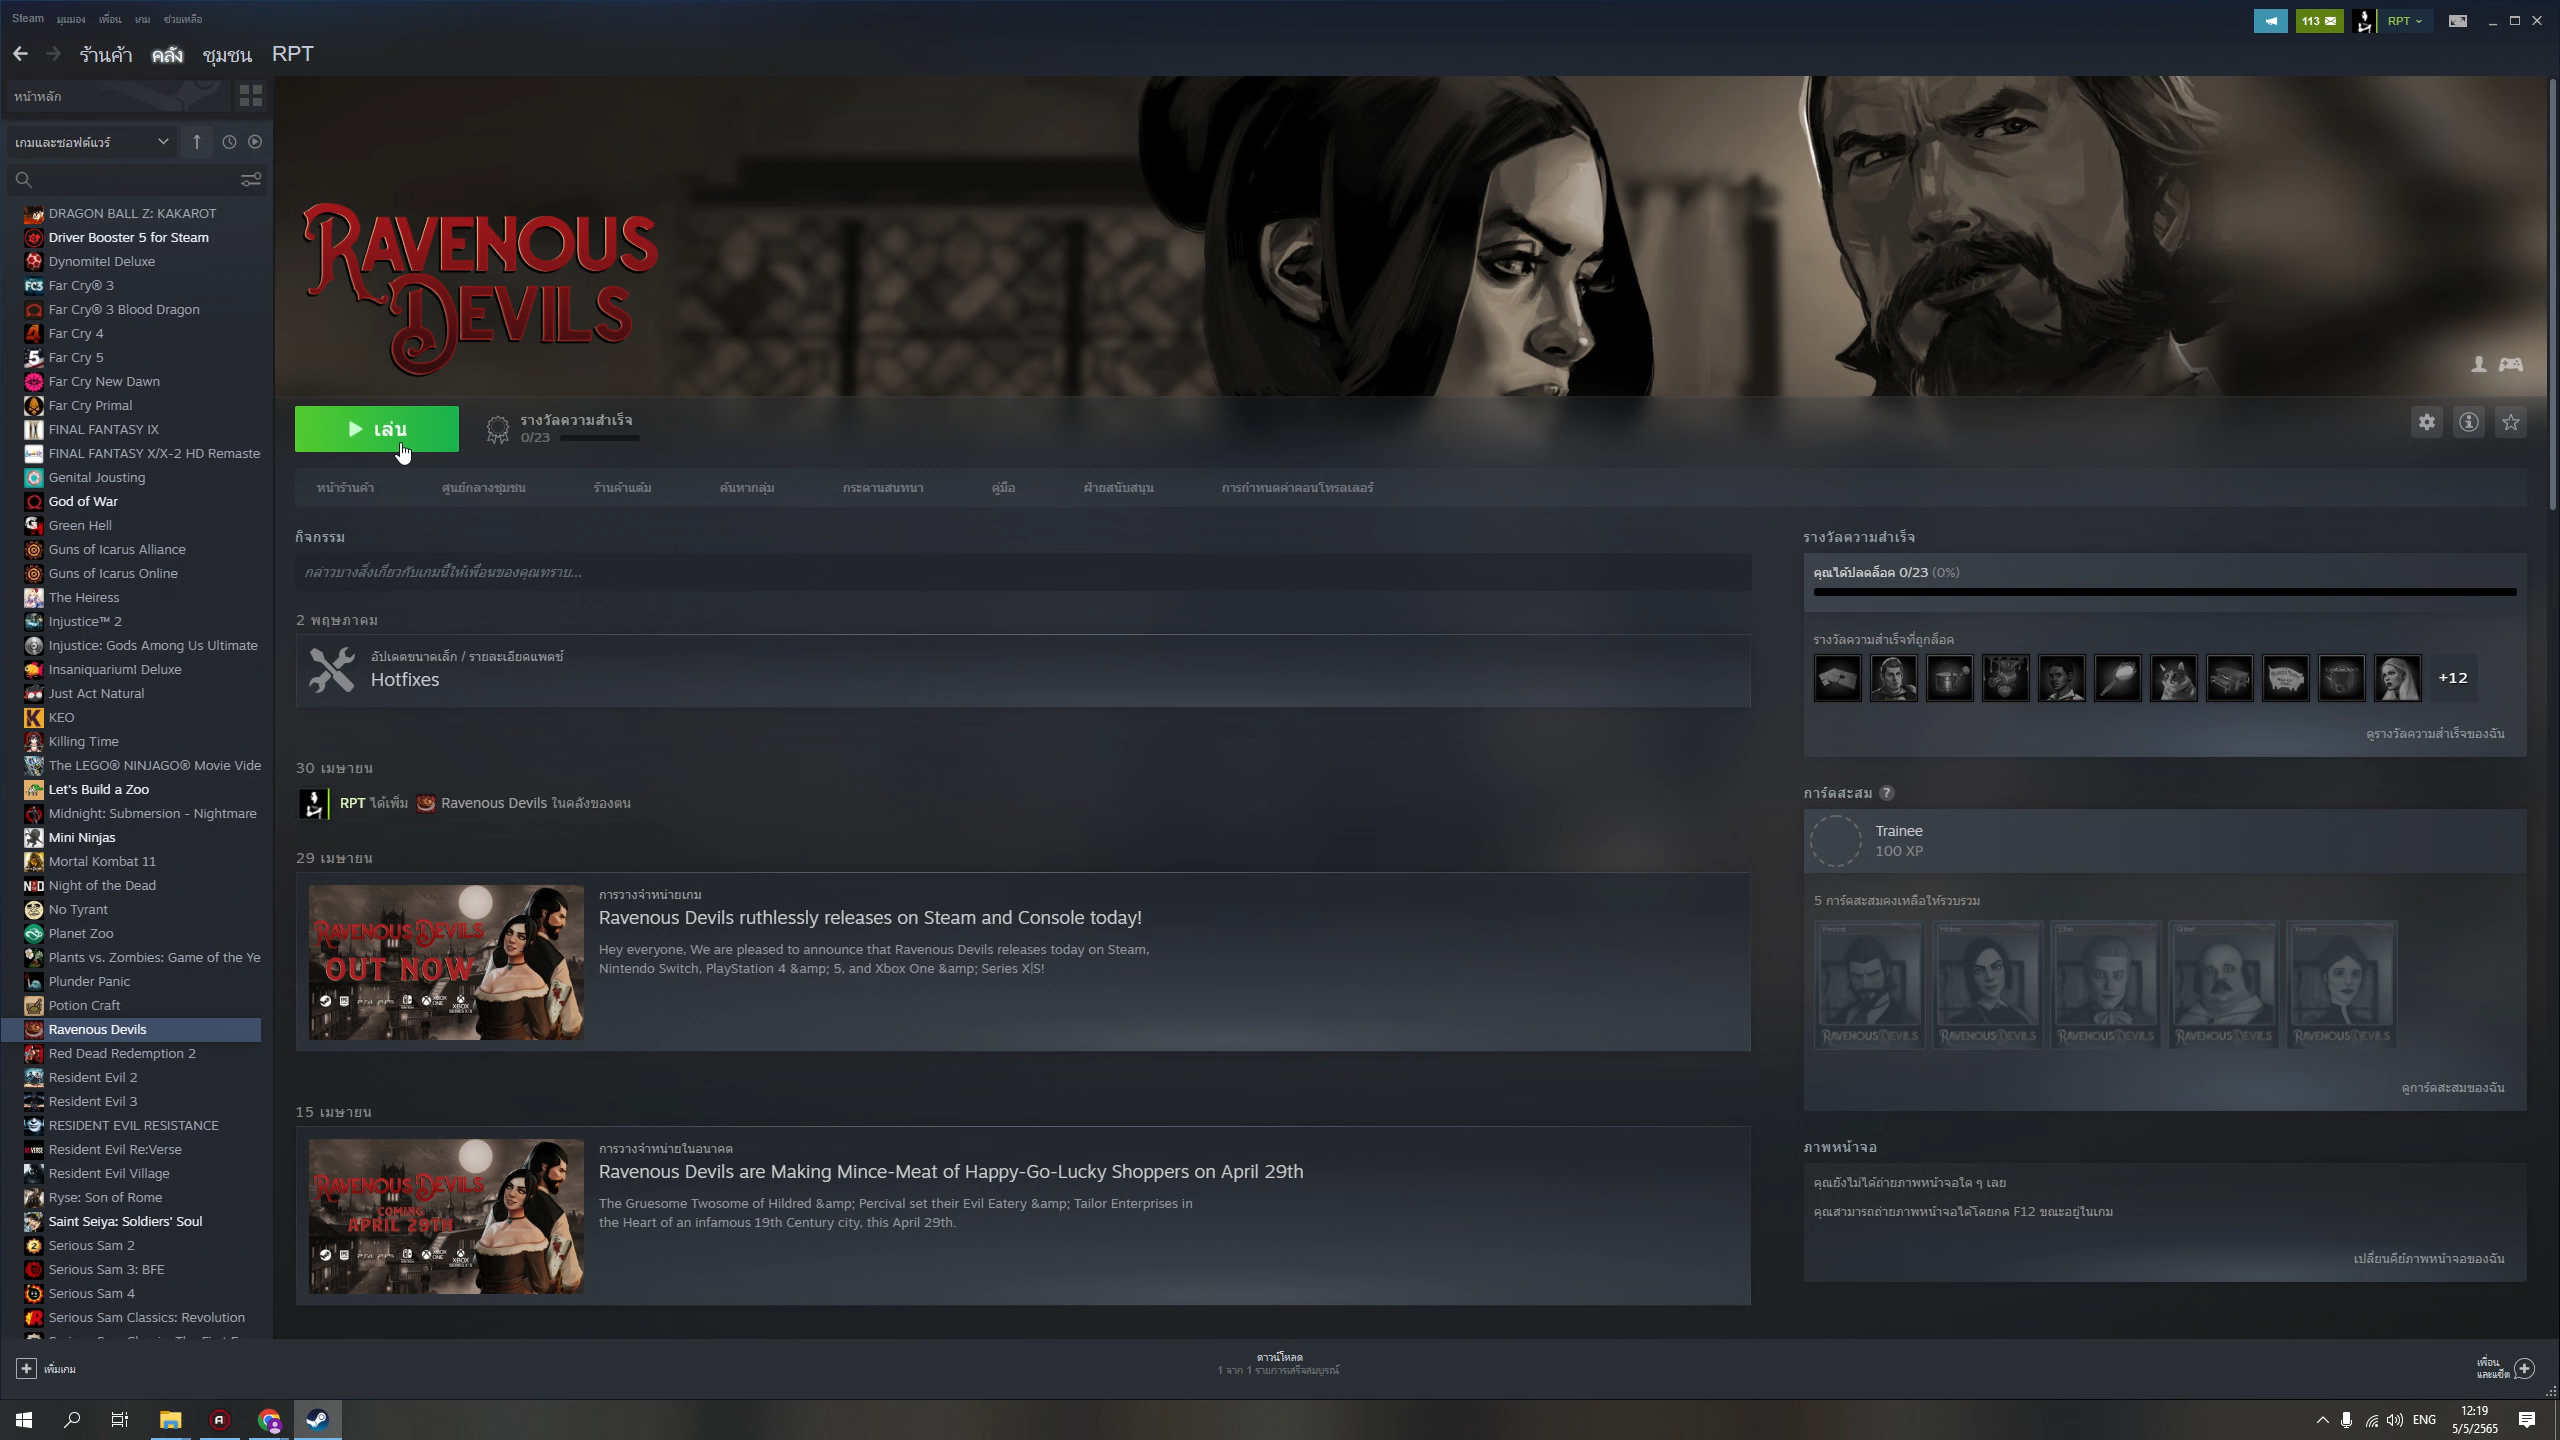 Steam มุมมอง เพื่อน เกม ช่วยเหลือ
113 RPT
ร้านค้า คลัง ชุมชน RPT
หน้าหลัก
เกมและซอฟต์แวร์
DRAGON BALL Z: KAKAROT
Driver Booster 5 for Steam
Dynomite! Deluxe
Far Cry® 3
Far Cry® 3 Blood Dragon
Far Cry 4
Far Cry 5
Far Cry New Dawn
Far Cry Primal
FINAL FANTASY IX
FINAL FANTASY X/X-2 HD Remaste
Genital Jousting
God of War
Green Hell
Guns of Icarus Alliance
Guns of Icarus Online
The Heiress
Injustice™ 2
Injustice: Gods Among Us Ultimate
Insaniquarium! Deluxe
Just Act Natural
KEO
Killing Time
The LEGO® NINJAGO® Movie Vide
Let's Build a Zoo
Midnight: Submersion - Nightmare
Mini Ninjas
Mortal Kombat 11
Night of the Dead
No Tyrant
Planet Zoo
Plants vs. Zombies: Game of the Ye
Plunder Panic
Potion Craft
Ravenous Devils
Red Dead Redemption 2
Resident Evil 2
Resident Evil 3
RESIDENT EVIL RESISTANCE
Resident Evil Re:Verse
Resident Evil Village
Ryse: Son of Rome
Saint Seiya: Soldiers' Soul
Serious Sam 2
Serious Sam 3: BFE
Serious Sam 4
Serious Sam Classics: Revolution
เพิ่มเกม
RAVENOUS
DEVILS
เล่น
รางวัลความสำเร็จ
0/23
หน้าร้านค้า ศูนย์กลางชุมชน ร้านค้าแต้ม ค้นหากลุ่ม กระดานสนทนา คู่มือ ฝ่ายสนับสนุน การกำหนดค่าคอนโทรลเลอร์
กิจกรรม
กล่าวบางสิ่งเกี่ยวกับเกมนี้ให้เพื่อนของคุณทราบ...
2 พฤษภาคม
อัปเดตขนาดเล็ก / รายละเอียดแพตช์
Hotfixes
30 เมษายน
RPT ได้เพิ่ม Ravenous Devils ในคลังของตน
29 เมษายน
RAVENOUS DEVILS
OUT NOW
การวางจำหน่ายเกม
Ravenous Devils ruthlessly releases on Steam and Console today!
Hey everyone, We are pleased to announce that Ravenous Devils releases today on Steam,
Nintendo Switch, PlayStation 4 &amp; 5, and Xbox One &amp; Series X|S!
15 เมษายน
RAVENOUS DEVILS
COMING
APRIL 29TH
การวางจำหน่ายในอนาคต
Ravenous Devils are Making Mince-Meat of Happy-Go-Lucky Shoppers on April 29th
The Gruesome Twosome of Hildred &amp; Percival set their Evil Eatery &amp; Tailor Enterprises in
the Heart of an infamous 19th Century city, this April 29th.
รางวัลความสำเร็จ
คุณได้ปลดล็อค 0/23 (0%)
รางวัลความสำเร็จที่ถูกล็อค
+12
ดูรางวัลความสำเร็จของฉัน
การ์ดสะสม ?
Trainee
100 XP
5 การ์ดสะสมคงเหลือให้รวบรวม
RAVENOUS DEVILS RAVENOUS DEVILS RAVENOUS DEVILS RAVENOUS DEVILS RAVENOUS DEVILS
ดูการ์ดสะสมของฉัน
ภาพหน้าจอ
คุณยังไม่ได้ถ่ายภาพหน้าจอใด ๆ เลย
คุณสามารถถ่ายภาพหน้าจอได้โดยกด F12 ขณะอยู่ในเกม
เปลี่ยนคีย์ภาพหน้าจอของฉัน
ดาวน์โหลด
1 จาก 1 รายการเสร็จสมบูรณ์
เพื่อน
และแช็ต
ENG
12:19
5/5/2565